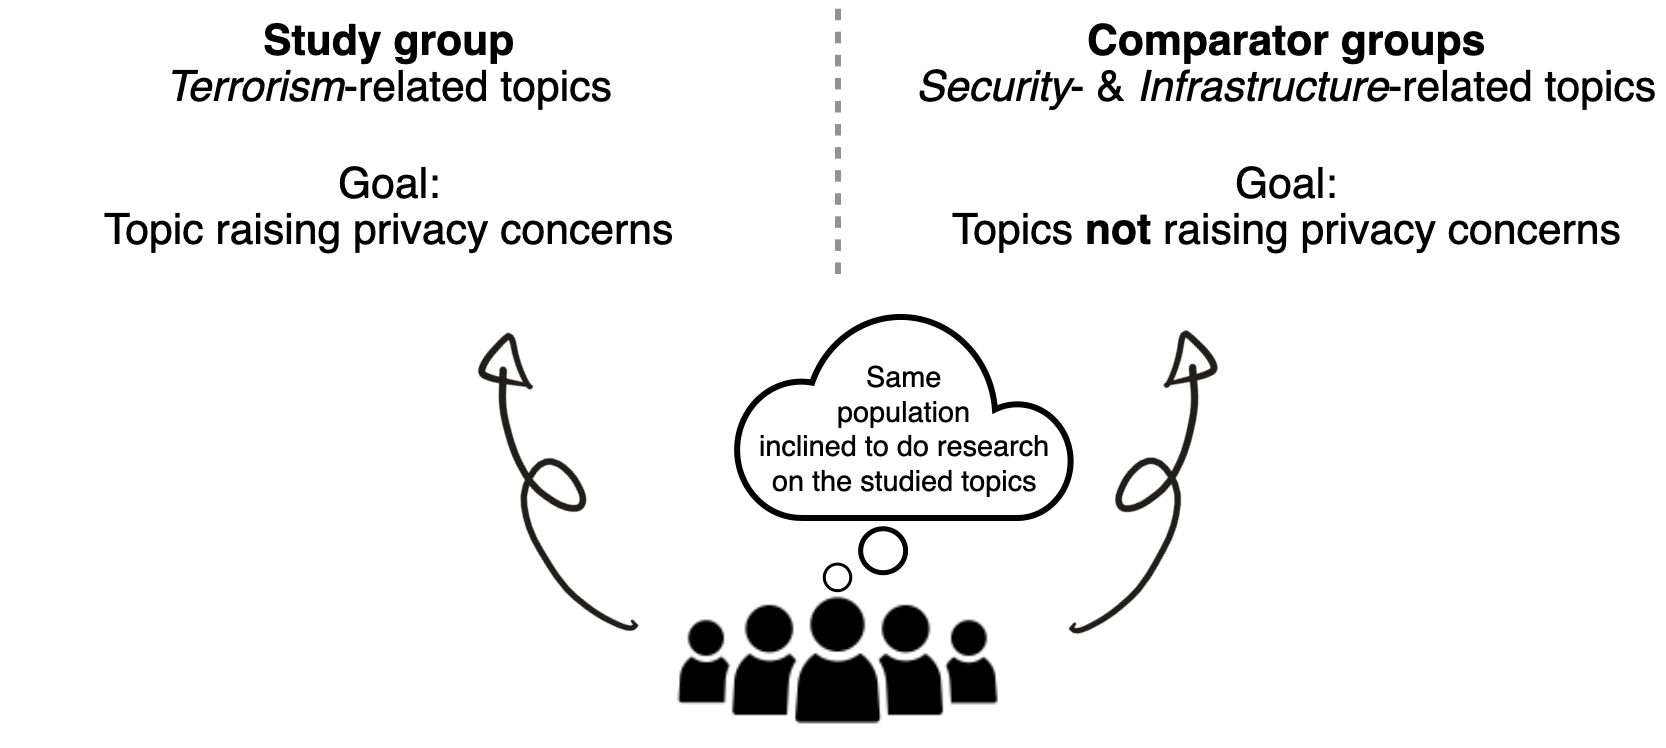 Study group
Terrorism-related topics
Goal:
Topic raising privacy concerns
Comparator groups
Security- & Infrastructure-related topics
Goal:
Topics not raising privacy concerns
Same
population
inclined to do research
on the studied topics